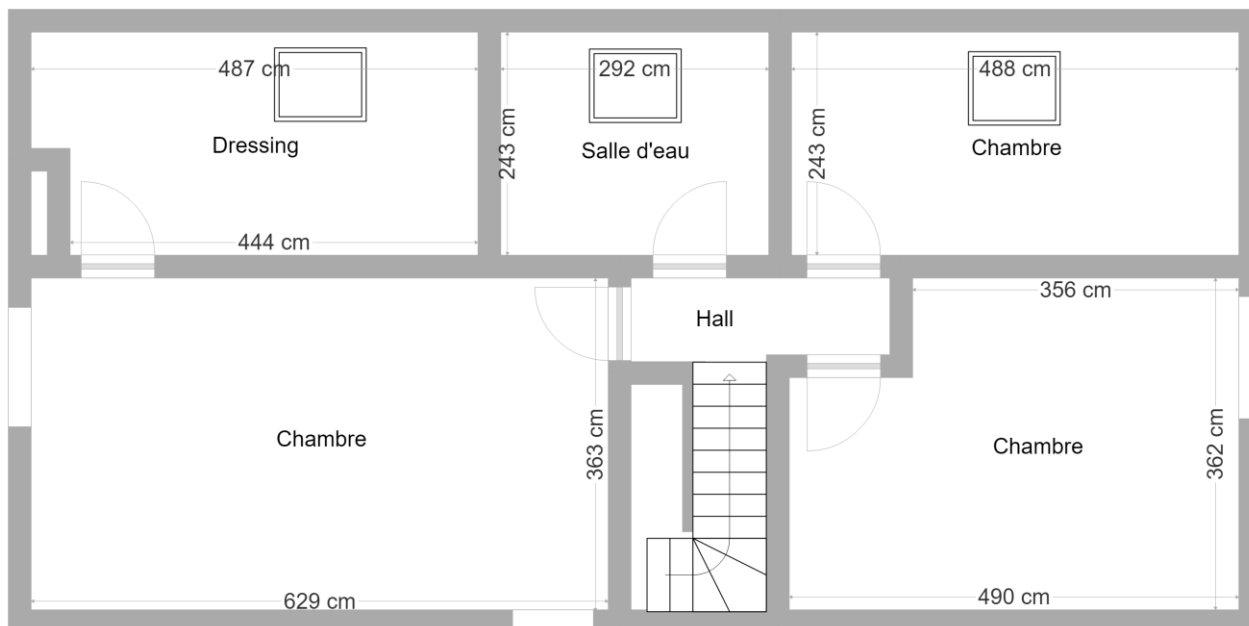 487 cm
292 cm
488 cm
243 cm
243 cm
Dressing
Salle d'eau
Chambre
444 cm
356 cm
Hall
Chambre
363 cm
Chambre
362 cm
629 cm
490 cm